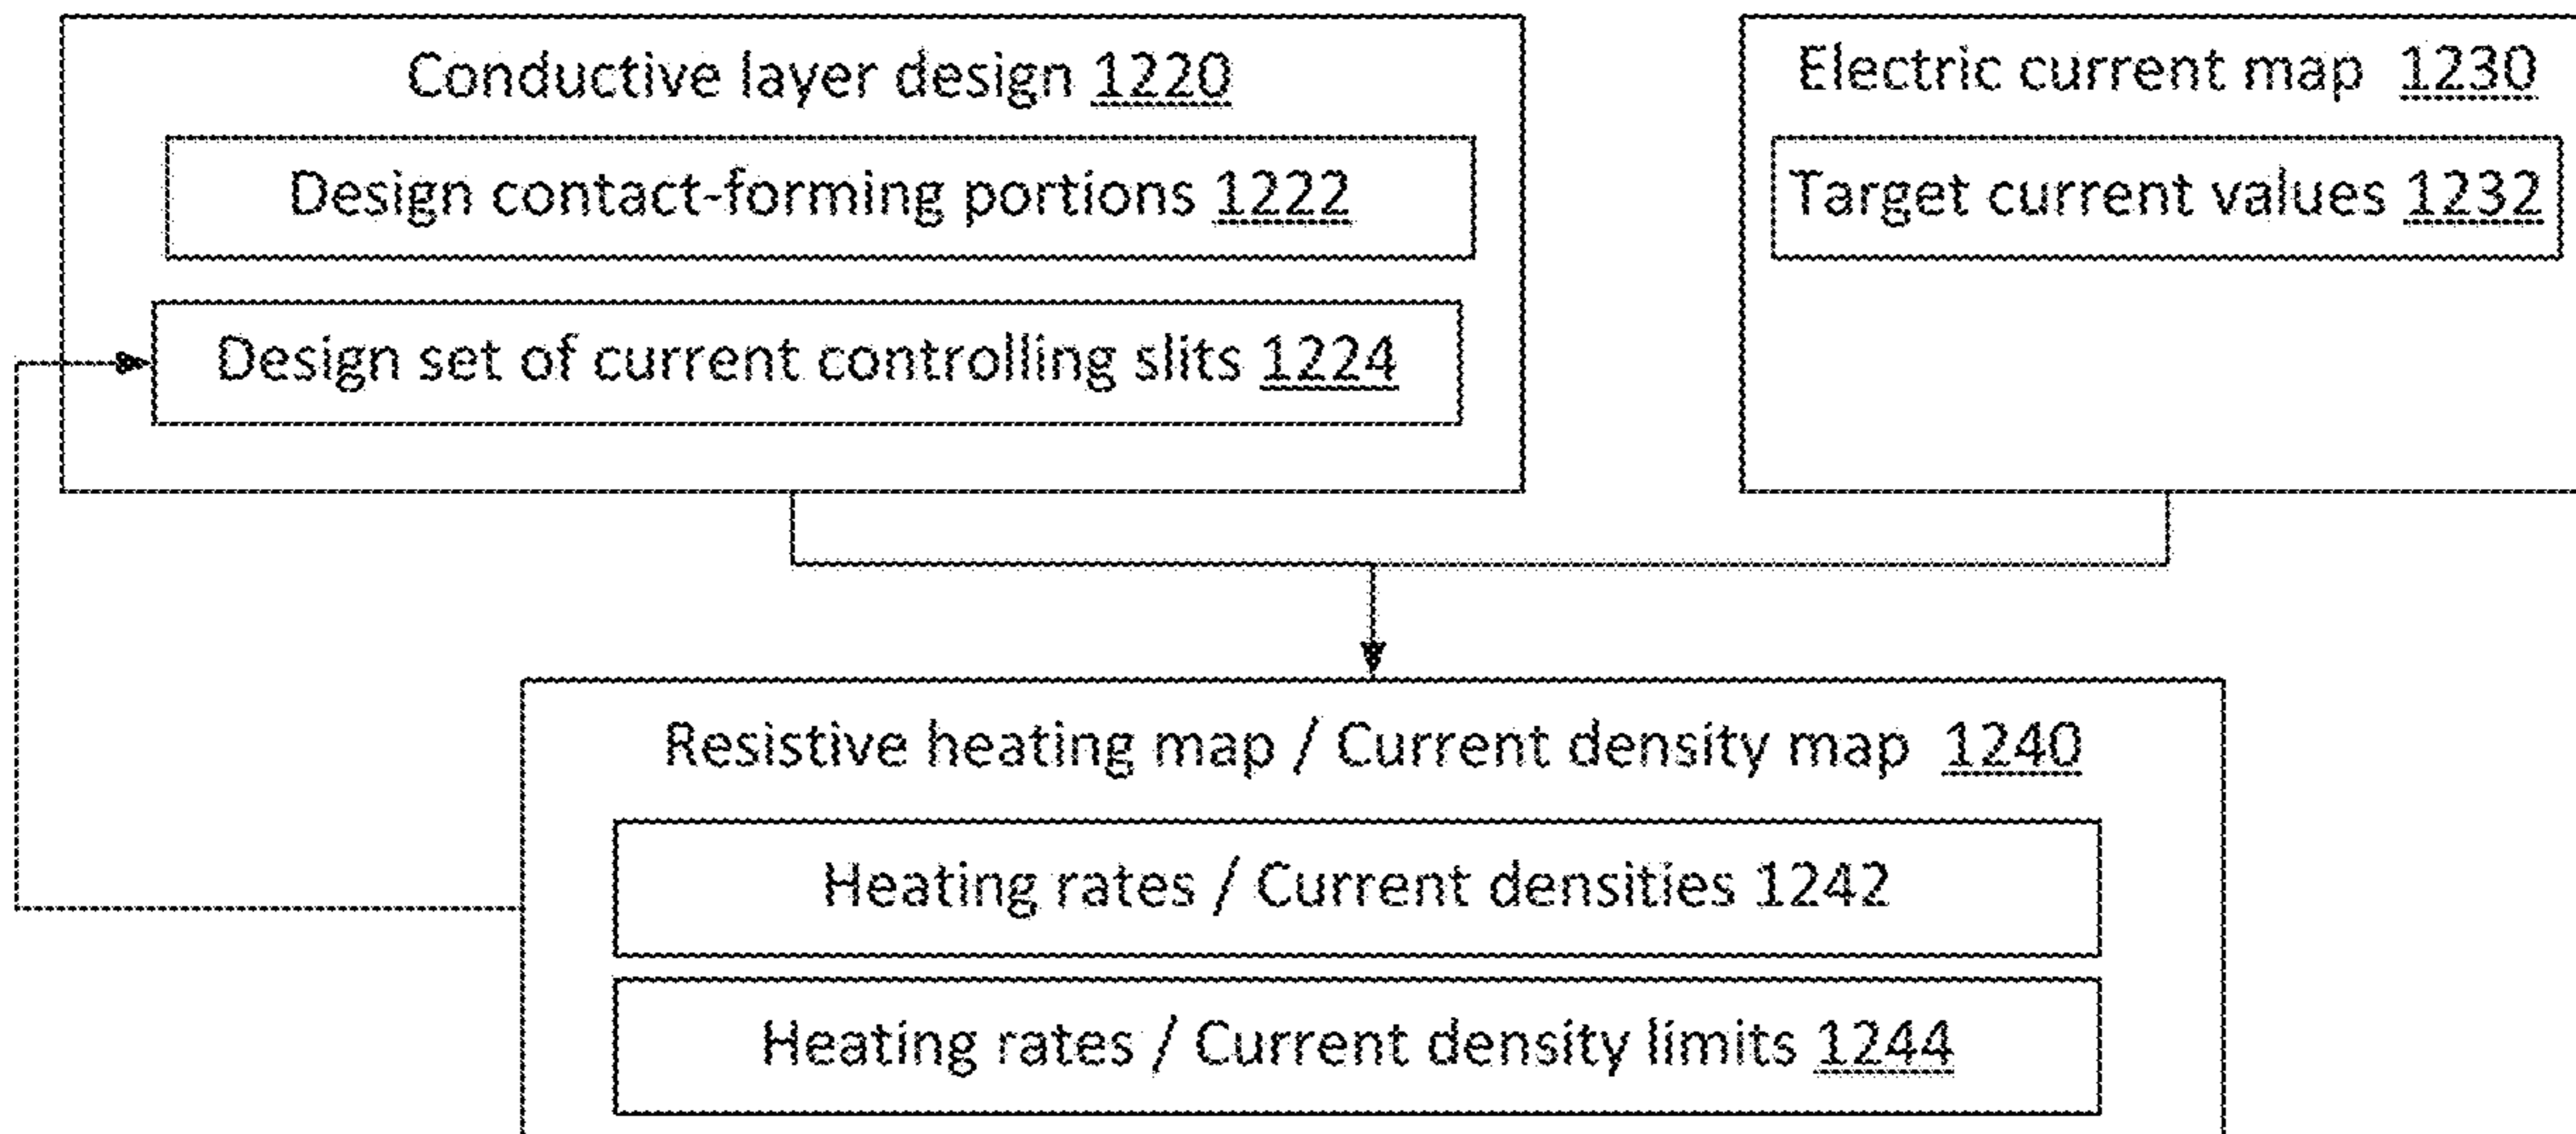 Conductive layer design 1220
Design contact-forming portions 1222
Design set of current controlling slits 1224
Electric current map 1230
Target current values 1232
Resistive heating map / Current density map 1240
Heating rates / Current densities 1242
Heating rates / Current density limits 1244